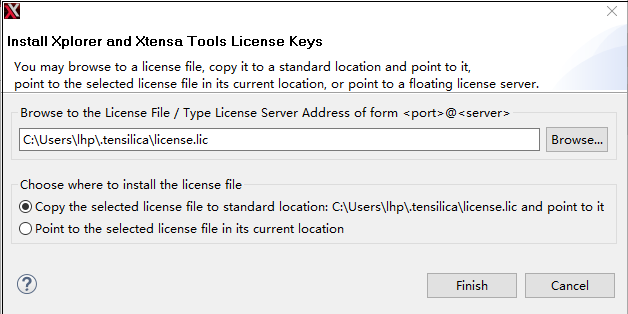 Install Xplorer and Xtensa Tools License Keys
You may browse to a license file, copy it to a standard location and point to it,
point to the selected license file in its current location, or point to a floating license server.
Browse to the License File / Type License Server Address of form <port>@<server>
C:\Users\lhp\.tensilica\license.lic
Browse...
Choose where to install the license file
Copy the selected license file to standard location: C:\Users\lhp\.tensilica\license.lic and point to it
Point to the selected license file in its current location
?
Finish
Cancel